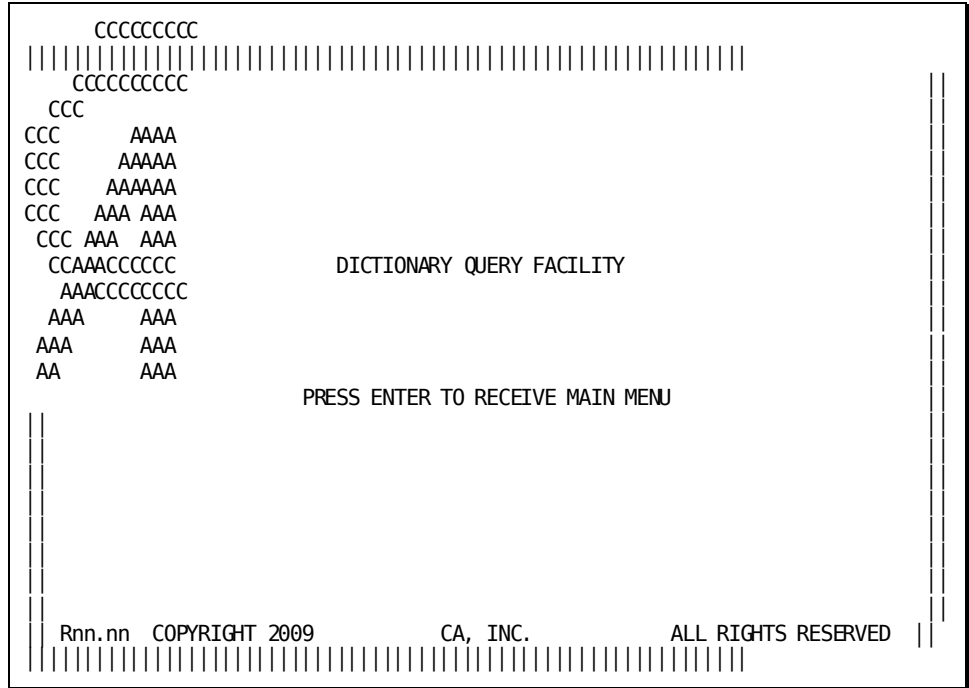 CCCCCCCCC
||||||||||||||||||||||||||||||||||||||||||||||||||||||||||||||||
CCCCCCCCCC ||
CCC ||
CCC AAAA ||
CCC AAAAA ||
CCC AAAAAA ||
CCC AAA AAA ||
CCC AAA AAA ||
CCAAACCCCCC DICTIONARY QUERY FACILITY ||
AAACCCCCCCC ||
AAA AAA ||
AAA AAA ||
AA AAA ||
PRESS ENTER TO RECEIVE MAIN MENU ||
|| ||
|| ||
|| ||
|| ||
|| ||
|| ||
|| ||
|| ||
|| Rnn.nn COPYRIGHT 2009 CA, INC. ALL RIGHTS RESERVED ||
||||||||||||||||||||||||||||||||||||||||||||||||||||||||||||||||